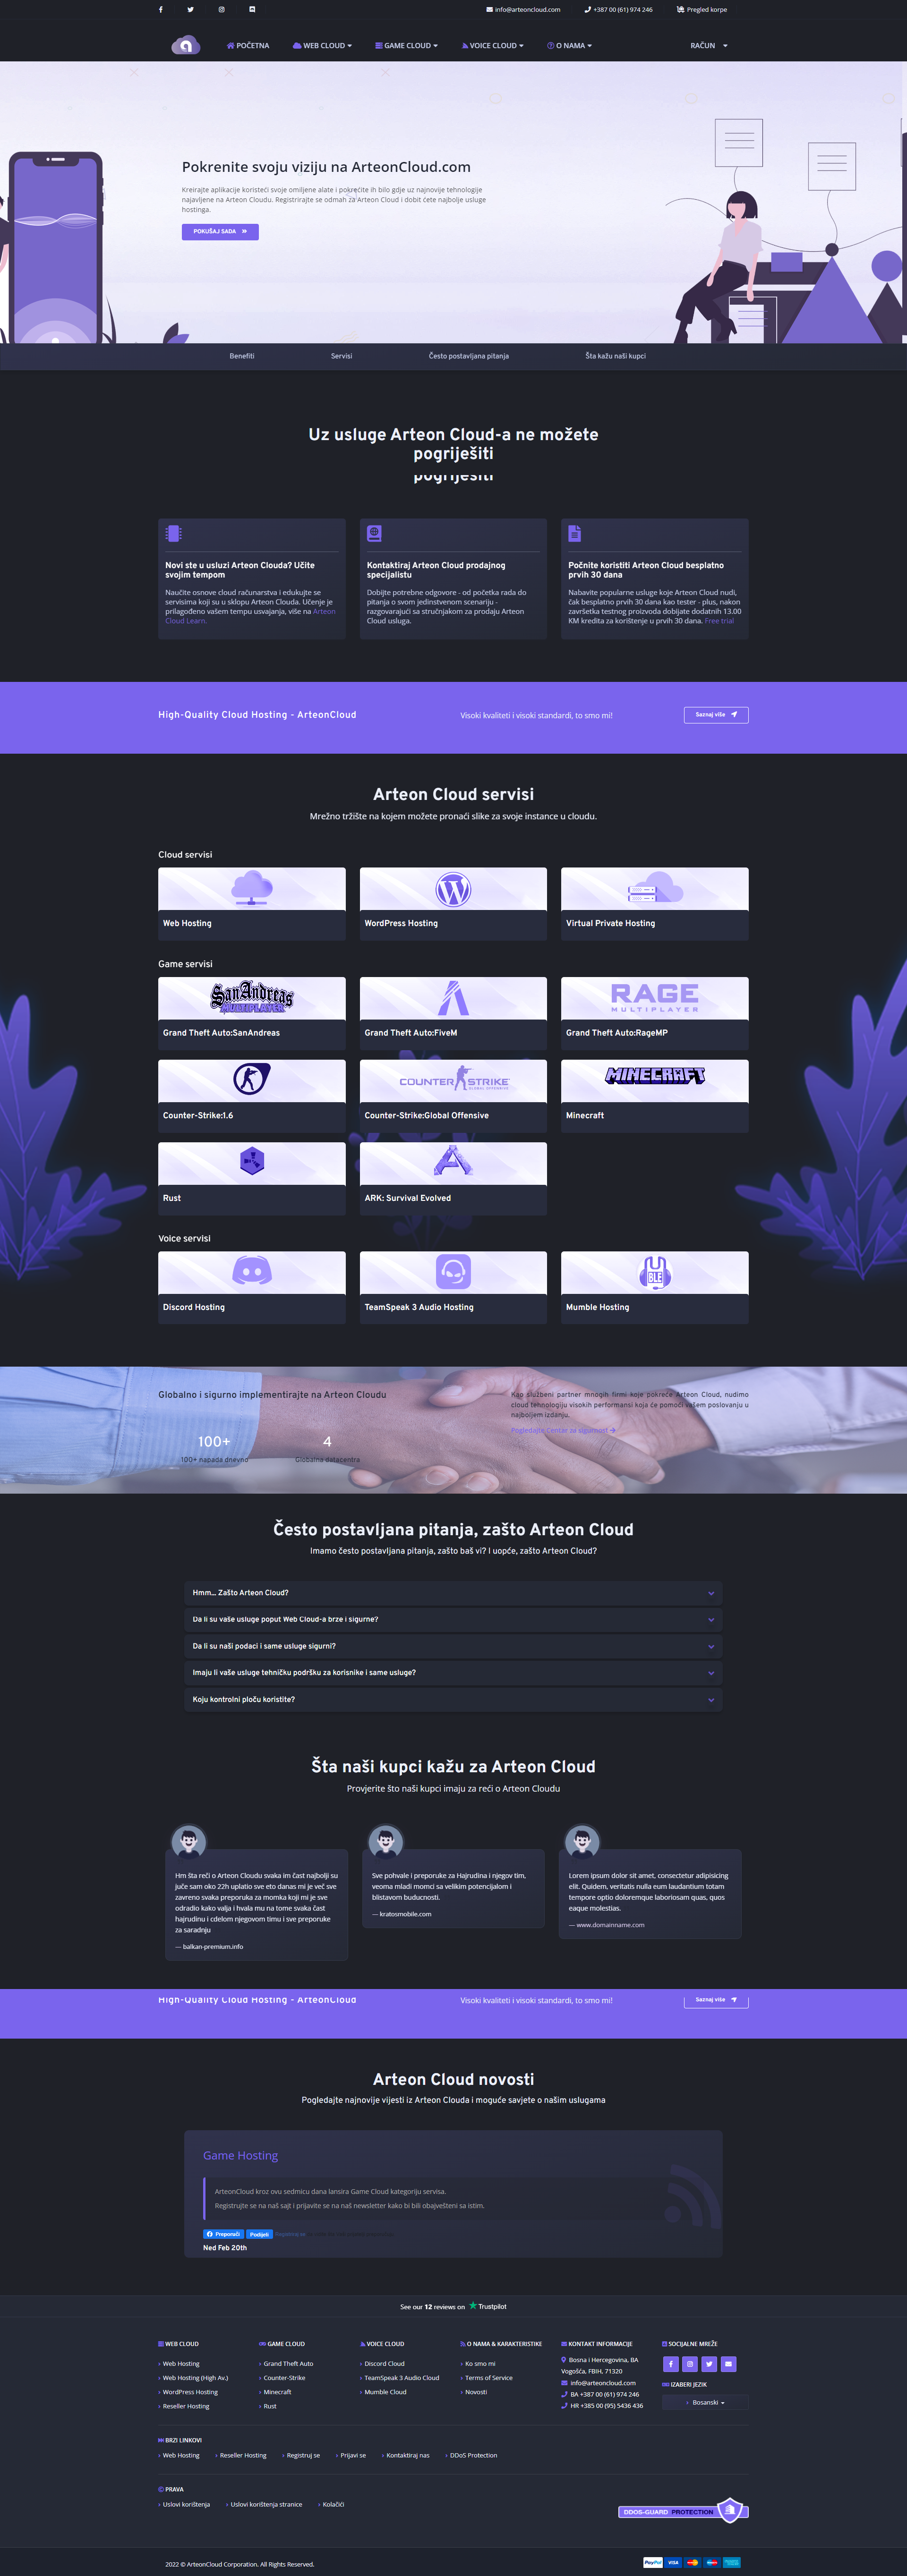 info@arteoncloud.com
+387 00 (61) 974 246
Pregled korpe
POČETNA
WEB CLOUD
GAME CLOUD
VOICE CLOUD
O NAMA
RAČUN
Pokrenite svoju viziju na ArteonCloud.com
Kreirajte aplikacije koristeći svoje omiljene alate i pokrećite ih bilo gdje uz najnovije tehnologije
najavljene na Arteon Cloudu. Registrirajte se odmah za Arteon Cloud i dobit ćete najbolje usluge
hostinga.
POKUŠAJ SADA
Benefiti
Servisi
Često postavljana pitanja
Šta kažu naši kupci
Uz usluge Arteon Cloud-a ne možete
pogriješiti
pogriješiti
Novi ste u usluzi Arteon Clouda? Učite
svojim tempom
Naučite osnove cloud računarstva i edukujte se
servisima koji su u sklopu Arteon Clouda. Učenje je
prilagođeno vašem tempu usvajanja, više na Arteon
Cloud Learn.
Kontaktiraj Arteon Cloud prodajnog
specijalistu
Dobijte potrebne odgovore - od početka rada do
pitanja o svom jedinstvenom scenariju -
razgovarajući sa stručnjakom za prodaju Arteon
Cloud usluga.
Počnite koristiti Arteon Cloud besplatno
prvih 30 dana
Nabavite popularne usluge koje Arteon Cloud nudi,
čak besplatno prvih 30 dana kao tester - plus, nakon
završetka testnog perioda dobijate dodatnih 13.00
KM kredita za korištenje u prvih 30 dana. Free trial
High-Quality Cloud Hosting - ArteonCloud
Visoki kvaliteti i visoki standardi, to smo mi!
Saznaj više
Arteon Cloud servisi
Mrežno tržište na kojem možete pronaći slike za svoje instance u cloudu.
Cloud servisi
Web Hosting
WordPress Hosting
Virtual Private Hosting
Game servisi
SanAndreas
MULTIPLAYER
RAGE
MULTIPLAYER
Grand Theft Auto:SanAndreas
Grand Theft Auto:FiveM
Grand Theft Auto:RageMP
COUNTER STRIKE
GLOBAL OFFENSIVE
MINECRAFT
Counter-Strike:1.6
Counter-Strike:Global Offensive
Minecraft
Rust
ARK: Survival Evolved
Voice servisi
Discord Hosting
TeamSpeak 3 Audio Hosting
Mumble Hosting
Globalno i sigurno implementirajte na Arteon Cloudu
100+
100+ napada dnevno
4
Globalna datacentra
Kao službeni partner mnogih firmi koje pokreće Arteon Cloud, nudimo
cloud tehnologiju visokih performansi koja će pomoći vašem poslovanju u
najboljem izdanju.
Pogledajte Centar za sigurnost
Često postavljana pitanja, zašto Arteon Cloud
Imamo često postavljana pitanja, zašto baš vi? I uopće, zašto Arteon Cloud?
Hmm... Zašto Arteon Cloud?
Da li su vaše usluge poput Web Cloud-a brze i sigurne?
Da li su naši podaci i same usluge sigurni?
Imaju li vaše usluge tehničku podršku za korisnike i same usluge?
Koju kontrolni ploču koristite?
Šta naši kupci kažu za Arteon Cloud
Provjerite što naši kupci imaju za reći o Arteon Cloudu
Hm šta reći o Arteon Cloudu svaka im čast najbolji su
juče sam oko 22h uplatio sve eto danas mi je već sve
zavreno svaka preporuka za momka koji mi je sve
odradio kako valja i hvala mu na tome svaka čast
hajrudinu i cdelom njegovom timu i sve preporuke
za saradnju
— balkan-premium.info
Sve pohvale i preporuke za Hajrudina i njegov tim,
veoma mladi momci sa velikim potencijalom i
blistavom buducnosti.
— kratosmobile.com
Lorem ipsum dolor sit amet, consectetur adipisicing
elit. Quidem, veritatis nulla eum laudantium totam
tempore optio doloremque laboriosam quas, quos
eaque molestias.
— www.domainname.com
High-Quality Cloud Hosting - ArteonCloud
Visoki kvaliteti i visoki standardi, to smo mi!
Saznaj više
Arteon Cloud novosti
Pogledajte najnovije vijesti iz Arteon Clouda i moguće savjete o našim uslugama
Game Hosting
ArteonCloud kroz ovu sedmicu dana lansira Game Cloud kategoriju servisa.
Registrujte se na naš sajt i prijavite se na naš newsletter kako bi bili obavješteni sa istim.
Preporuči
Podijeli
Ned Feb 20th
See our 12 reviews on Trustpilot
WEB CLOUD
Web Hosting
Web Hosting (High Av.)
WordPress Hosting
Reseller Hosting
GAME CLOUD
Grand Theft Auto
Counter-Strike
Minecraft
Rust
VOICE CLOUD
Discord Cloud
TeamSpeak 3 Audio Cloud
Mumble Cloud
O NAMA & KARAKTERISTIKE
Ko smo mi
Terms of Service
Novosti
KONTAKT INFORMACIJE
Bosna i Hercegovina, BA
Vogošća, FBIH, 71320
info@arteoncloud.com
BA +387 00 (61) 974 246
HR +385 00 (95) 5436 436
SOCIJALNE MREŽE
IZABERI JEZIK
Bosanski
BRZI LINKOVI
Web Hosting
Reseller Hosting
Registruj se
Prijavi se
Kontaktiraj nas
DDoS Protection
PRAVA
Uslovi korištenja
Uslovi korištenja stranice
Kolačići
DDOS-GUARD PROTECTION
2022 © ArteonCloud Corporation. All Rights Reserved.
PayPal
VISA